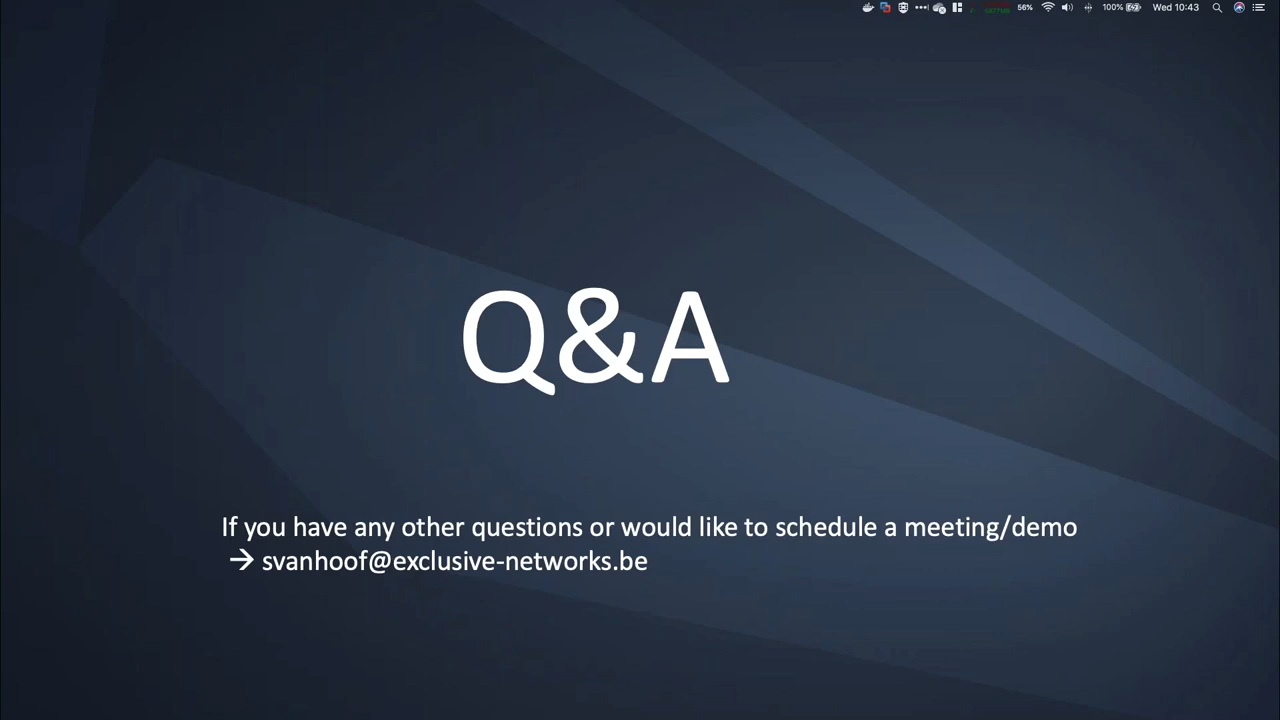 56% 100% Wed 10:43
Q&A
If you have any other questions or would like to schedule a meeting/demo
→ svanhoof@exclusive-networks.be